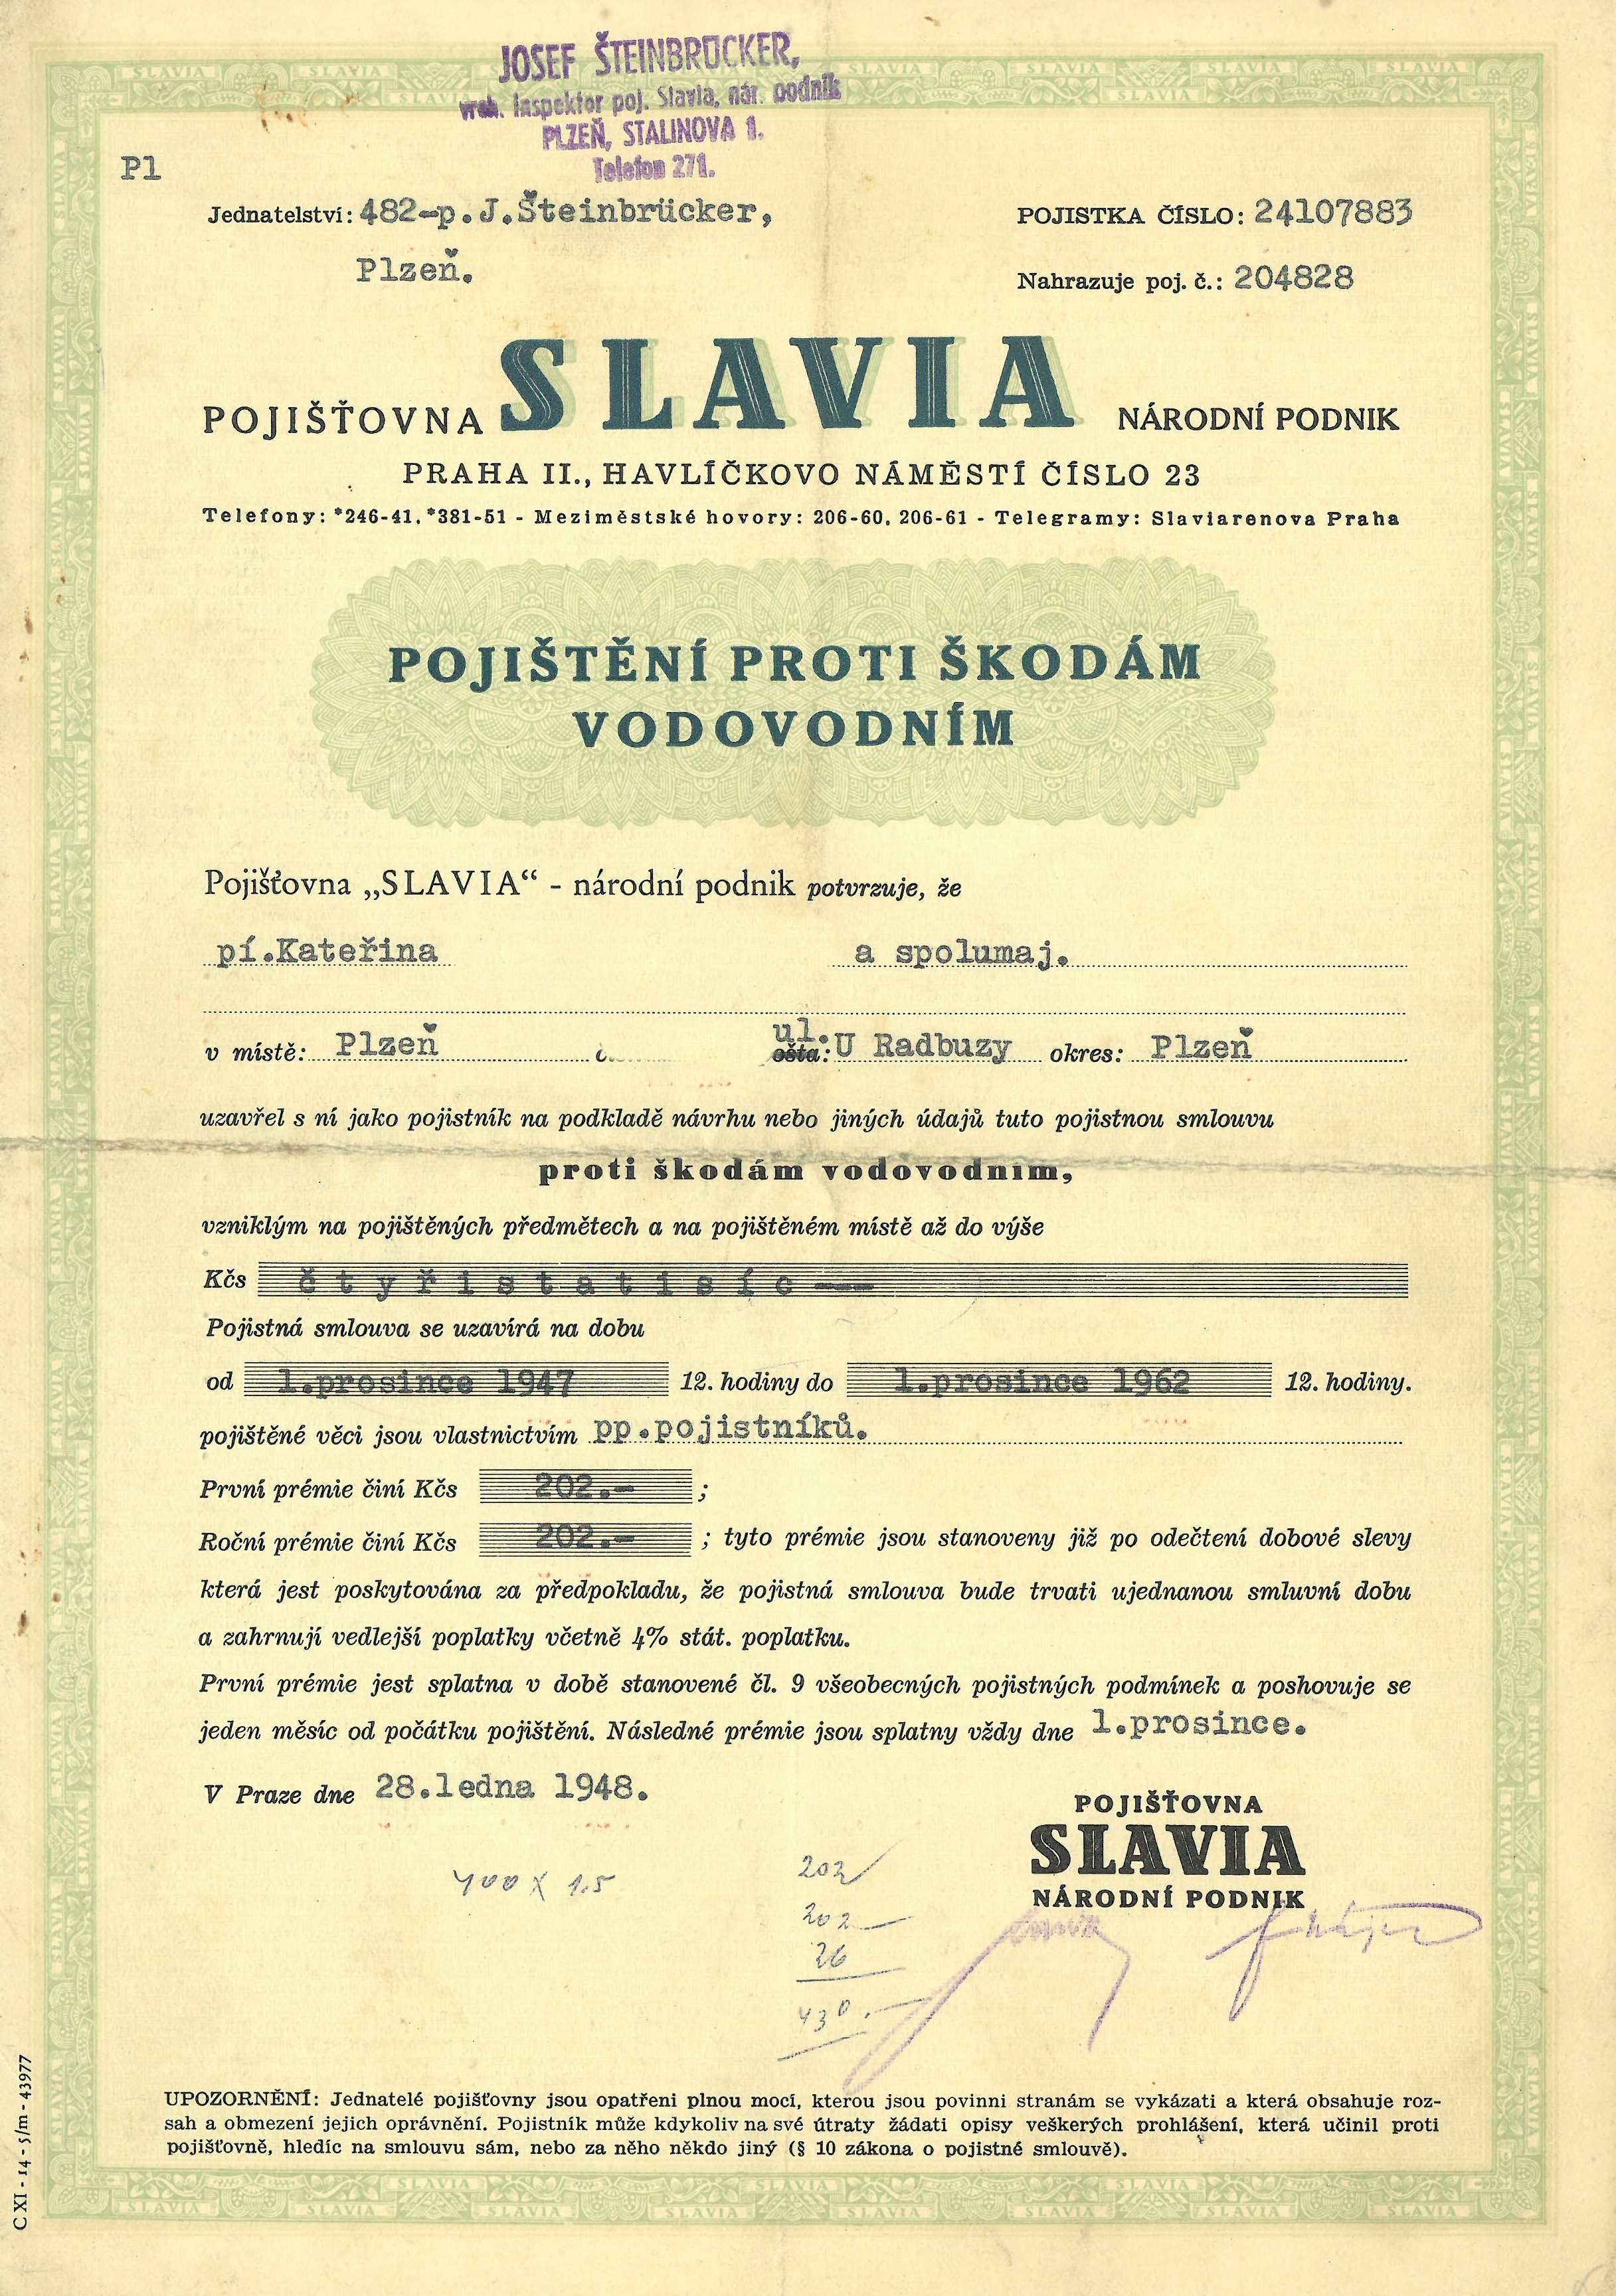 JOSEF ŠTEINBRÜCKER,
vrch. inspektor poj. Slavia, nár. podnik
PLZEŇ, STALINOVA 1.
Telefon 271.
Pl
Jednatelství: 482-p.J.Šteinbrücker,
Plzeň.
POJISTKA ČÍSLO: 24107883
Nahrazuje poj. č.: 204828
POJIŠŤOVNA SLAVIA NÁRODNÍ PODNIK
PRAHA II., HAVLÍČKOVO NÁMĚSTÍ ČÍSLO 23
Telefony: *246-41, *381-51 - Meziměstské hovory: 206-60, 206-61 - Telegramy: Slaviarenova Praha
POJIŠTĚNÍ PROTI ŠKODÁM
VODOVODNÍM
Pojišťovna „SLAVIA“ - národní podnik potvrzuje, že
pí.Kateřina a spolumaj.
v místě: Plzeň ul. ošta: U Radbuzy okres: Plzeň
uzavřel s ní jako pojistník na podkladě návrhu nebo jiných údajů tuto pojistnou smlouvu
proti škodám vodovodním,
vzniklým na pojištěných předmětech a na pojištěném místě až do výše
Kčs čtyřistatisíc —
Pojistná smlouva se uzavírá na dobu
od 1.prosince 1947 12. hodiny do 1.prosince 1962 12. hodiny.
pojištěné věci jsou vlastnictvím pp.pojistníků.
První prémie činí Kčs 202.- ;
Roční prémie činí Kčs 202.- ; tyto prémie jsou stanoveny již po odečtení dobové slevy
která jest poskytována za předpokladu, že pojistná smlouva bude trvati ujednanou smluvní dobu
a zahrnují vedlejší poplatky včetně 4% stát. poplatku.
První prémie jest splatna v době stanovené čl. 9 všeobecných pojistných podmínek a poshovuje se
jeden měsíc od počátku pojištění. Následné prémie jsou splatny vždy dne 1.prosince.
V Praze dne 28.ledna 1948.
POJIŠŤOVNA
SLAVIA
NÁRODNÍ PODNIK
400 x 1.5
202
202
26
430.
UPOZORNĚNÍ: Jednatelé pojišťovny jsou opatřeni plnou mocí, kterou jsou povinni stranám se vykázati a která obsahuje roz-
sah a obmezení jejich oprávnění. Pojistník může kdykoliv na své útraty žádati opisy veškerých prohlášení, která učinil proti
pojišťovně, hledíc na smlouvu sám, nebo za něho někdo jiný (§ 10 zákona o pojistné smlouvě).
C XI - 14 - 5/m - 43977